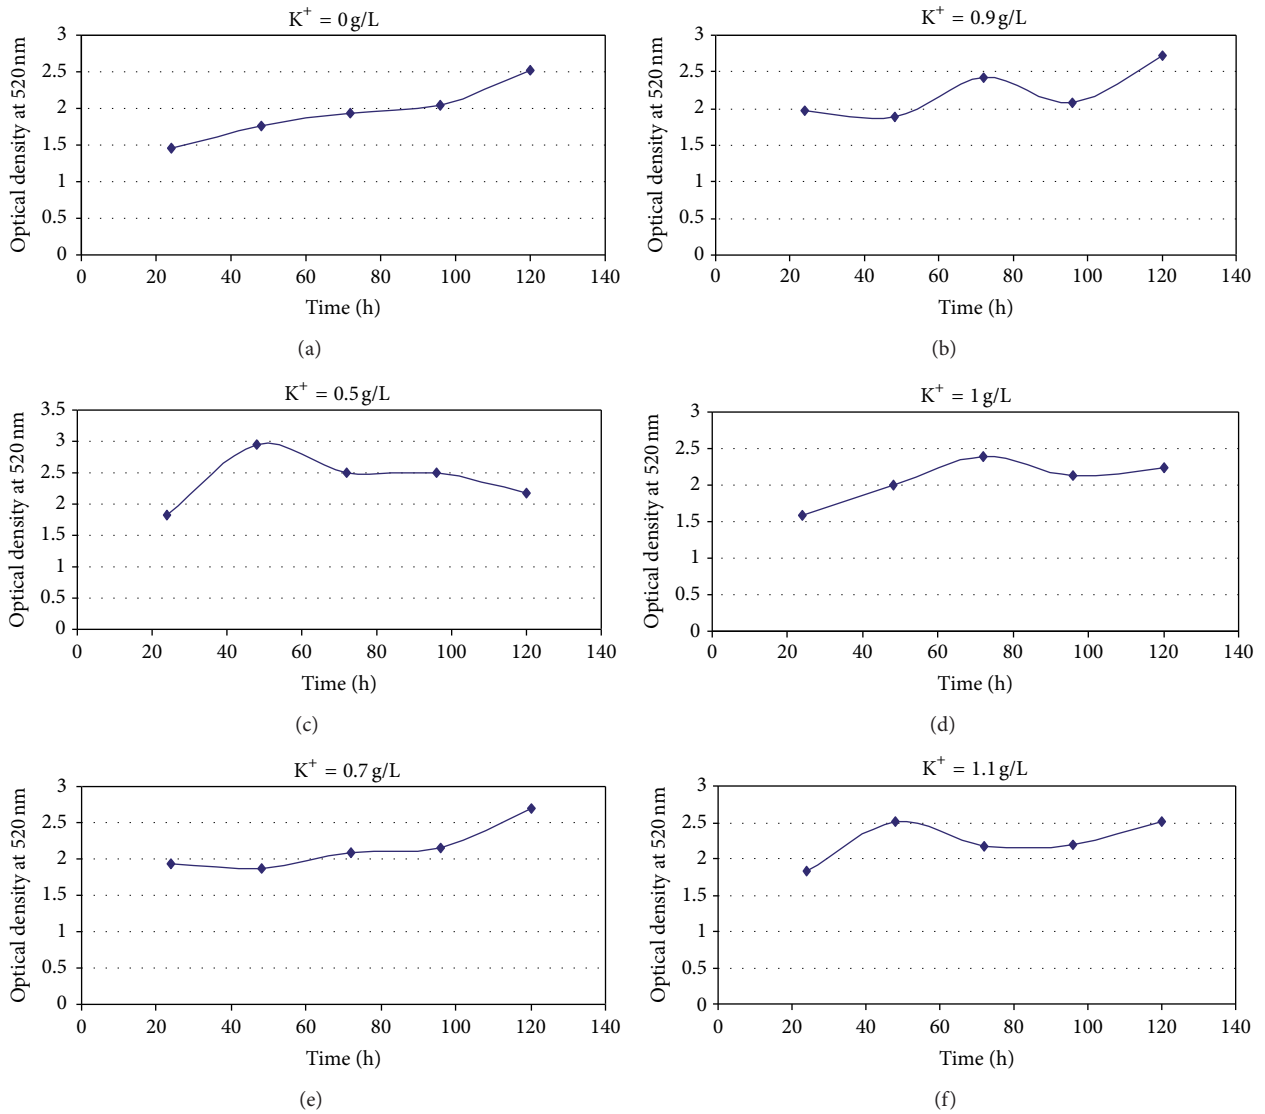 K+ = 0 g/L
Optical density at 520 nm
3
2.5
2
1.5
1
0.5
0
0 20 40 60 80 100 120 140
Time (h)
(a)
K+ = 0.9 g/L
Optical density at 520 nm
3
2.5
2
1.5
1
0.5
0
0 20 40 60 80 100 120 140
Time (h)
(b)
K+ = 0.5 g/L
Optical density at 520 nm
3.5
3
2.5
2
1.5
1
0.5
0
0 20 40 60 80 100 120 140
Time (h)
(c)
K+ = 1 g/L
Optical density at 520 nm
3
2.5
2
1.5
1
0.5
0
0 20 40 60 80 100 120 140
Time (h)
(d)
K+ = 0.7 g/L
Optical density at 520 nm
3
2.5
2
1.5
1
0.5
0
0 20 40 60 80 100 120 140
Time (h)
(e)
K+ = 1.1 g/L
Optical density at 520 nm
3
2.5
2
1.5
1
0.5
0
0 20 40 60 80 100 120 140
Time (h)
(f)